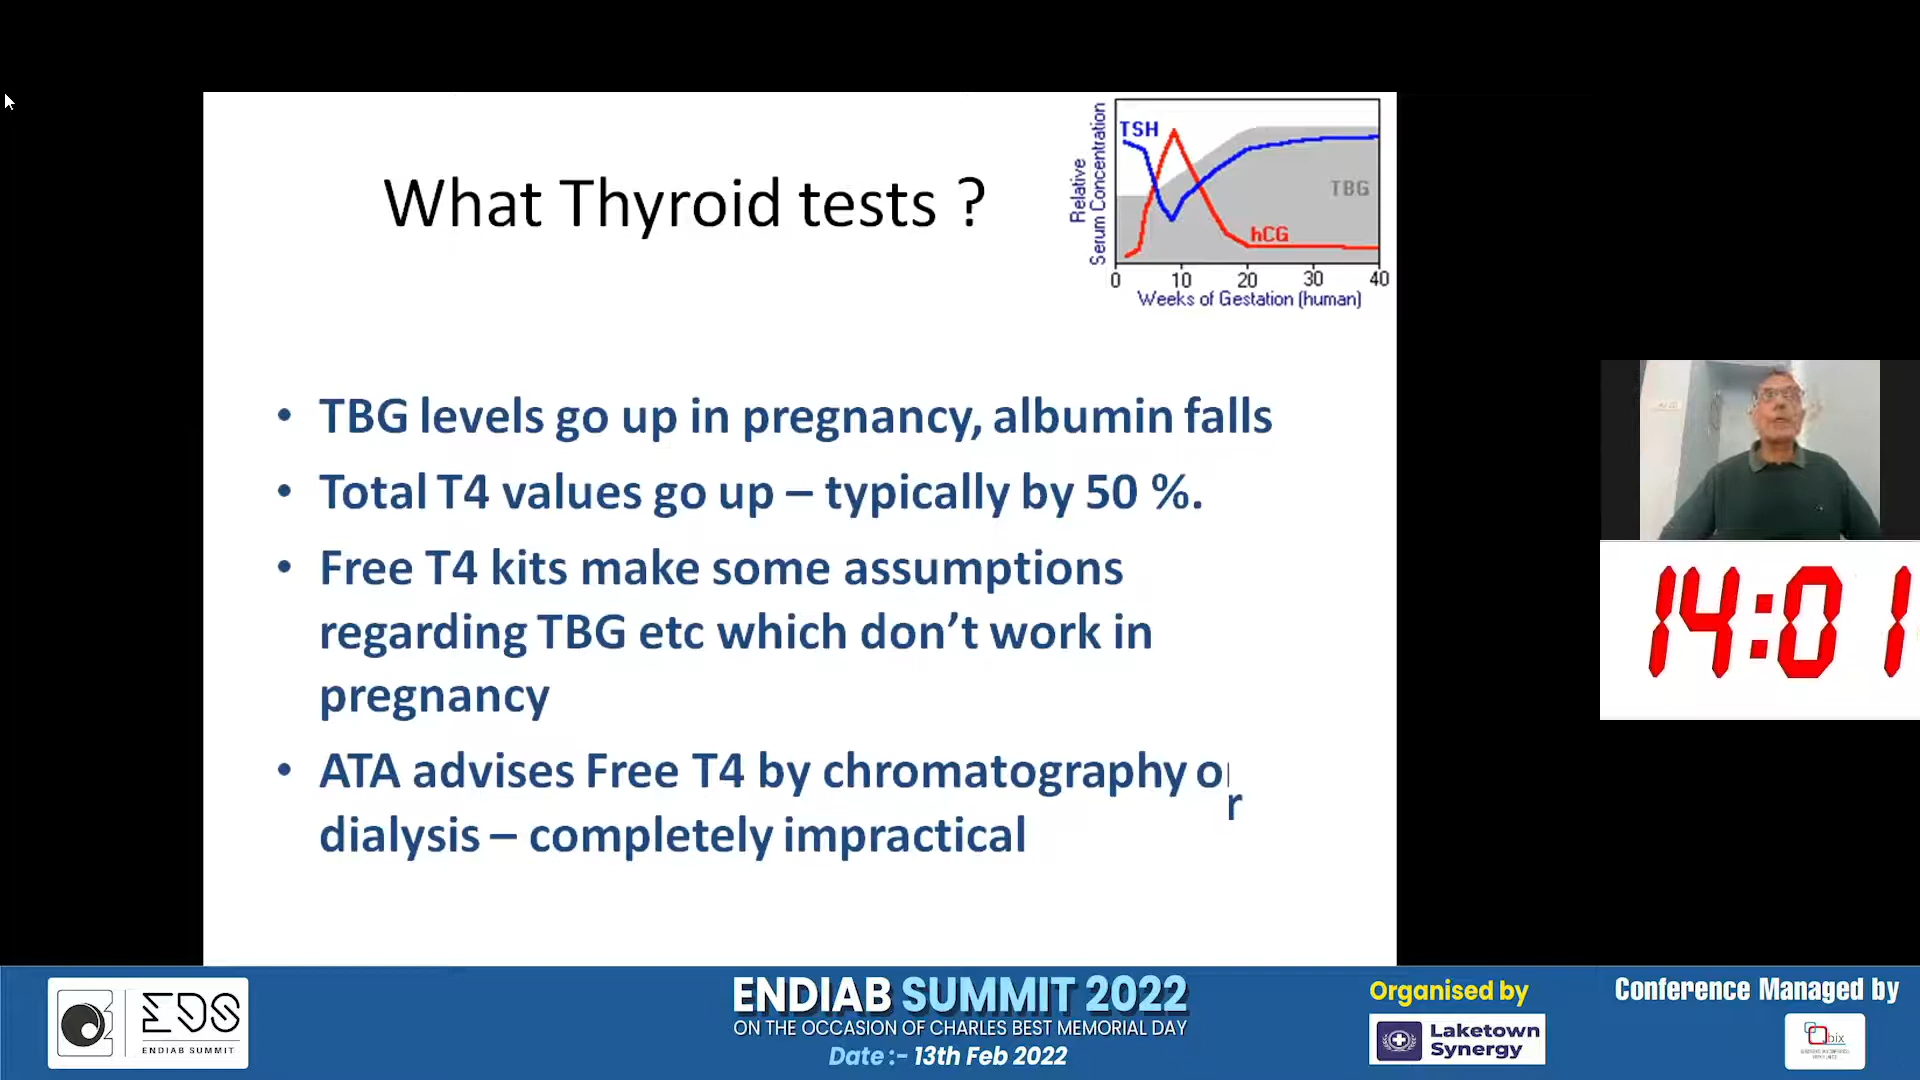 What Thyroid tests ?
Relative
Serum Concentration
TSH
TBG
hCG
0 10 20 30 40
Weeks of Gestation (human)
• TBG levels go up in pregnancy, albumin falls
• Total T4 values go up – typically by 50 %.
• Free T4 kits make some assumptions
regarding TBG etc which don't work in
pregnancy
• ATA advises Free T4 by chromatography or
dialysis – completely impractical
14:01
EDS
ENDIAB SUMMIT
ENDIAB SUMMIT 2022
ON THE OCCASION OF CHARLES BEST MEMORIAL DAY
Date :- 13th Feb 2022
Organised by
Laketown
Synergy
Conference Managed by
Qbix